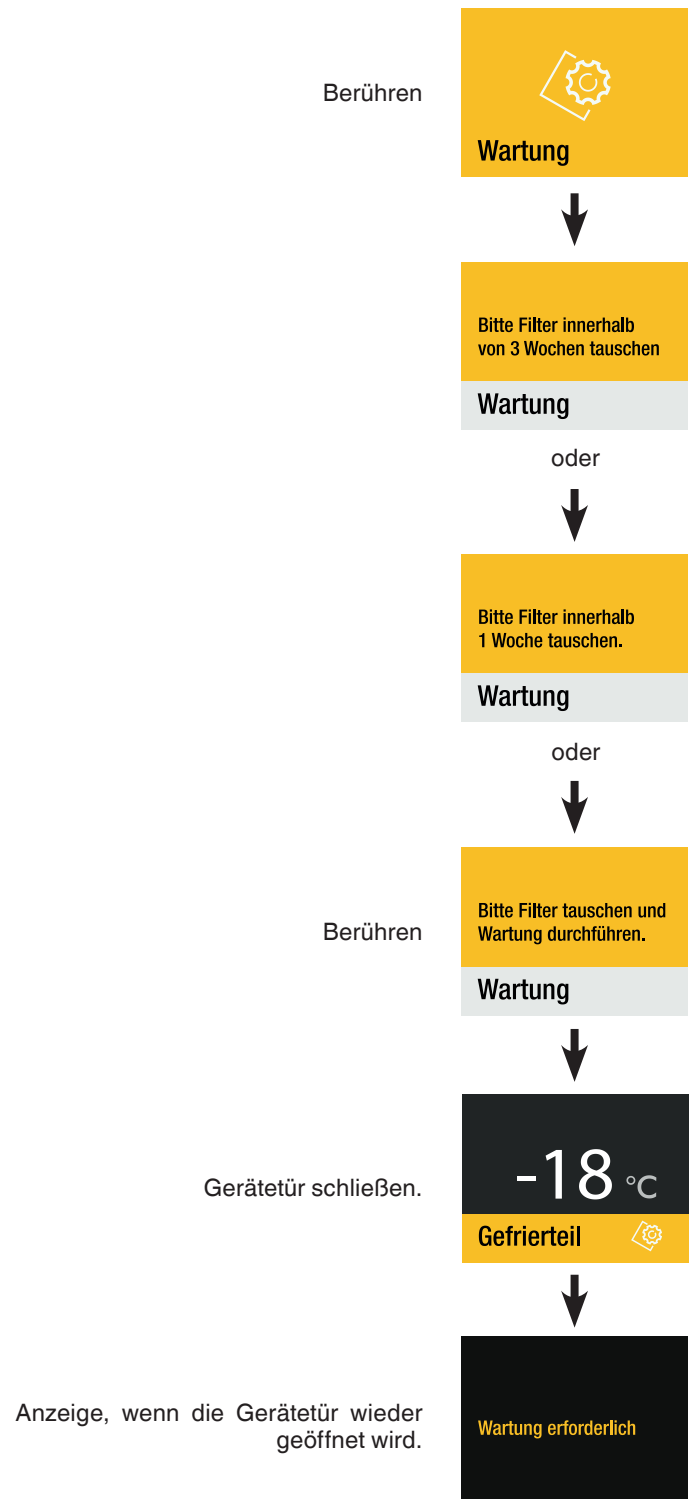 Berühren
Wartung
Bitte Filter innerhalb
von 3 Wochen tauschen
Wartung
oder
Bitte Filter innerhalb
1 Woche tauschen.
Wartung
oder
Berühren
Bitte Filter tauschen und
Wartung durchführen.
Wartung
Gerätetür schließen.
-18 °C
Gefrierteil
Anzeige, wenn die Gerätetür wieder
geöffnet wird.
Wartung erforderlich